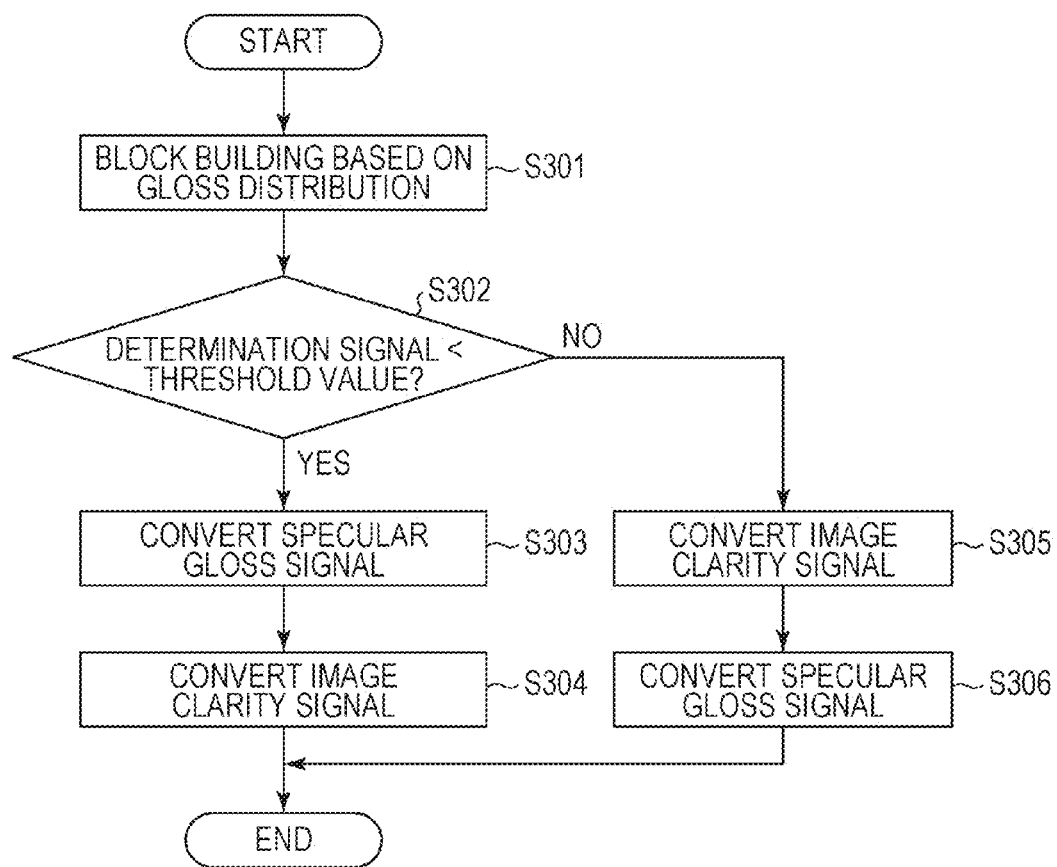 START
BLOCK BUILDING BASED ON
GLOSS DISTRIBUTION
S301
S302
DETERMINATION SIGNAL <
THRESHOLD VALUE?
NO
YES
CONVERT SPECULAR
GLOSS SIGNAL
S303
CONVERT IMAGE
CLARITY SIGNAL
S305
CONVERT IMAGE
CLARITY SIGNAL
S304
CONVERT SPECULAR
GLOSS SIGNAL
S306
END